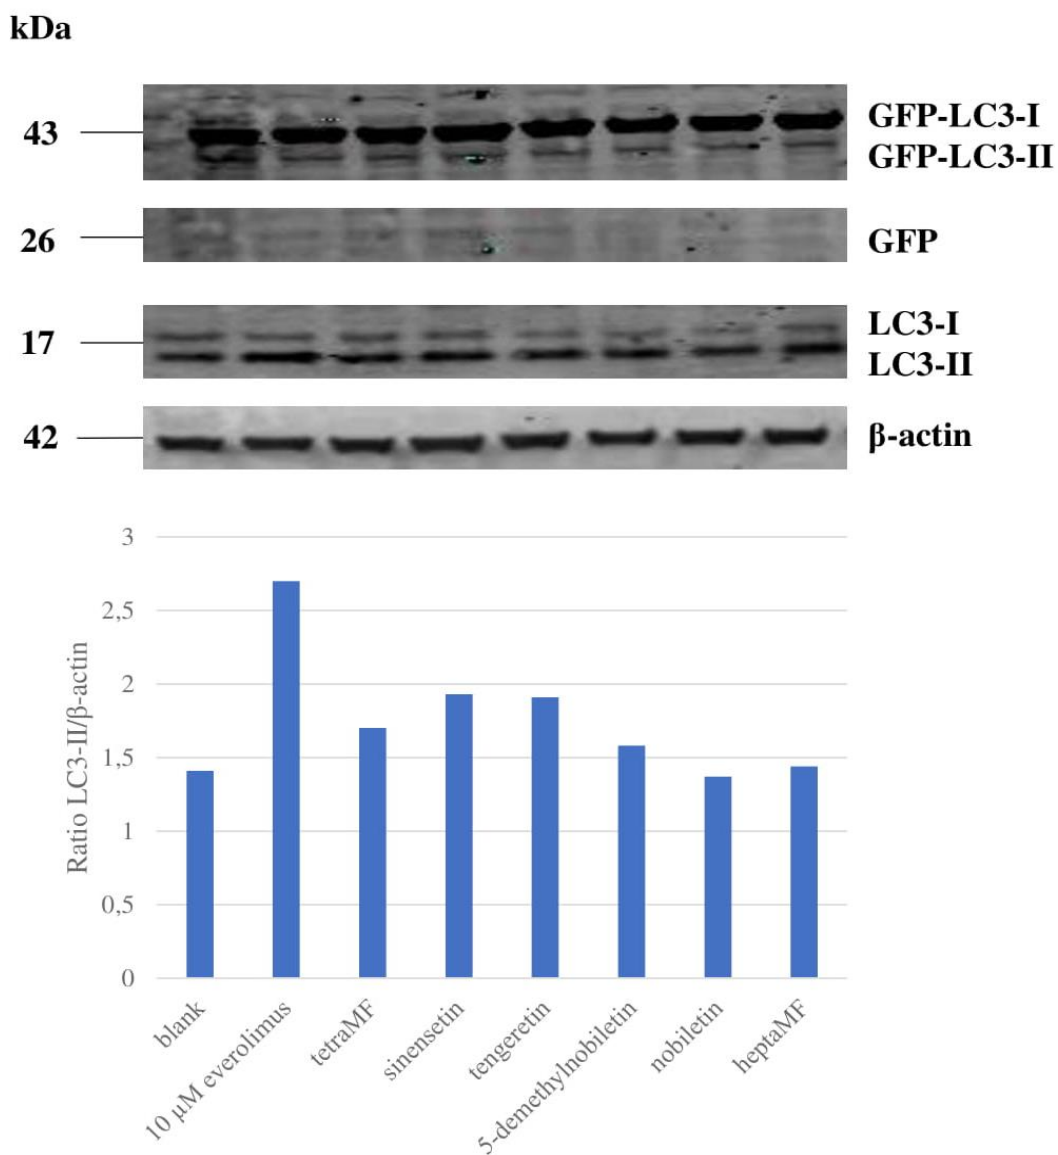 kDa
43
GFP-LC3-I
GFP-LC3-II
26
GFP
17
LC3-I
LC3-II
42
β-actin
3
2,5
2
1,5
1
0,5
0
Ratio LC3-II/β-actin
blank
10 µM everolimus
tetraMF
sinensetin
tengeretin
5-demethylnobiletin
nobiletin
heptaMF